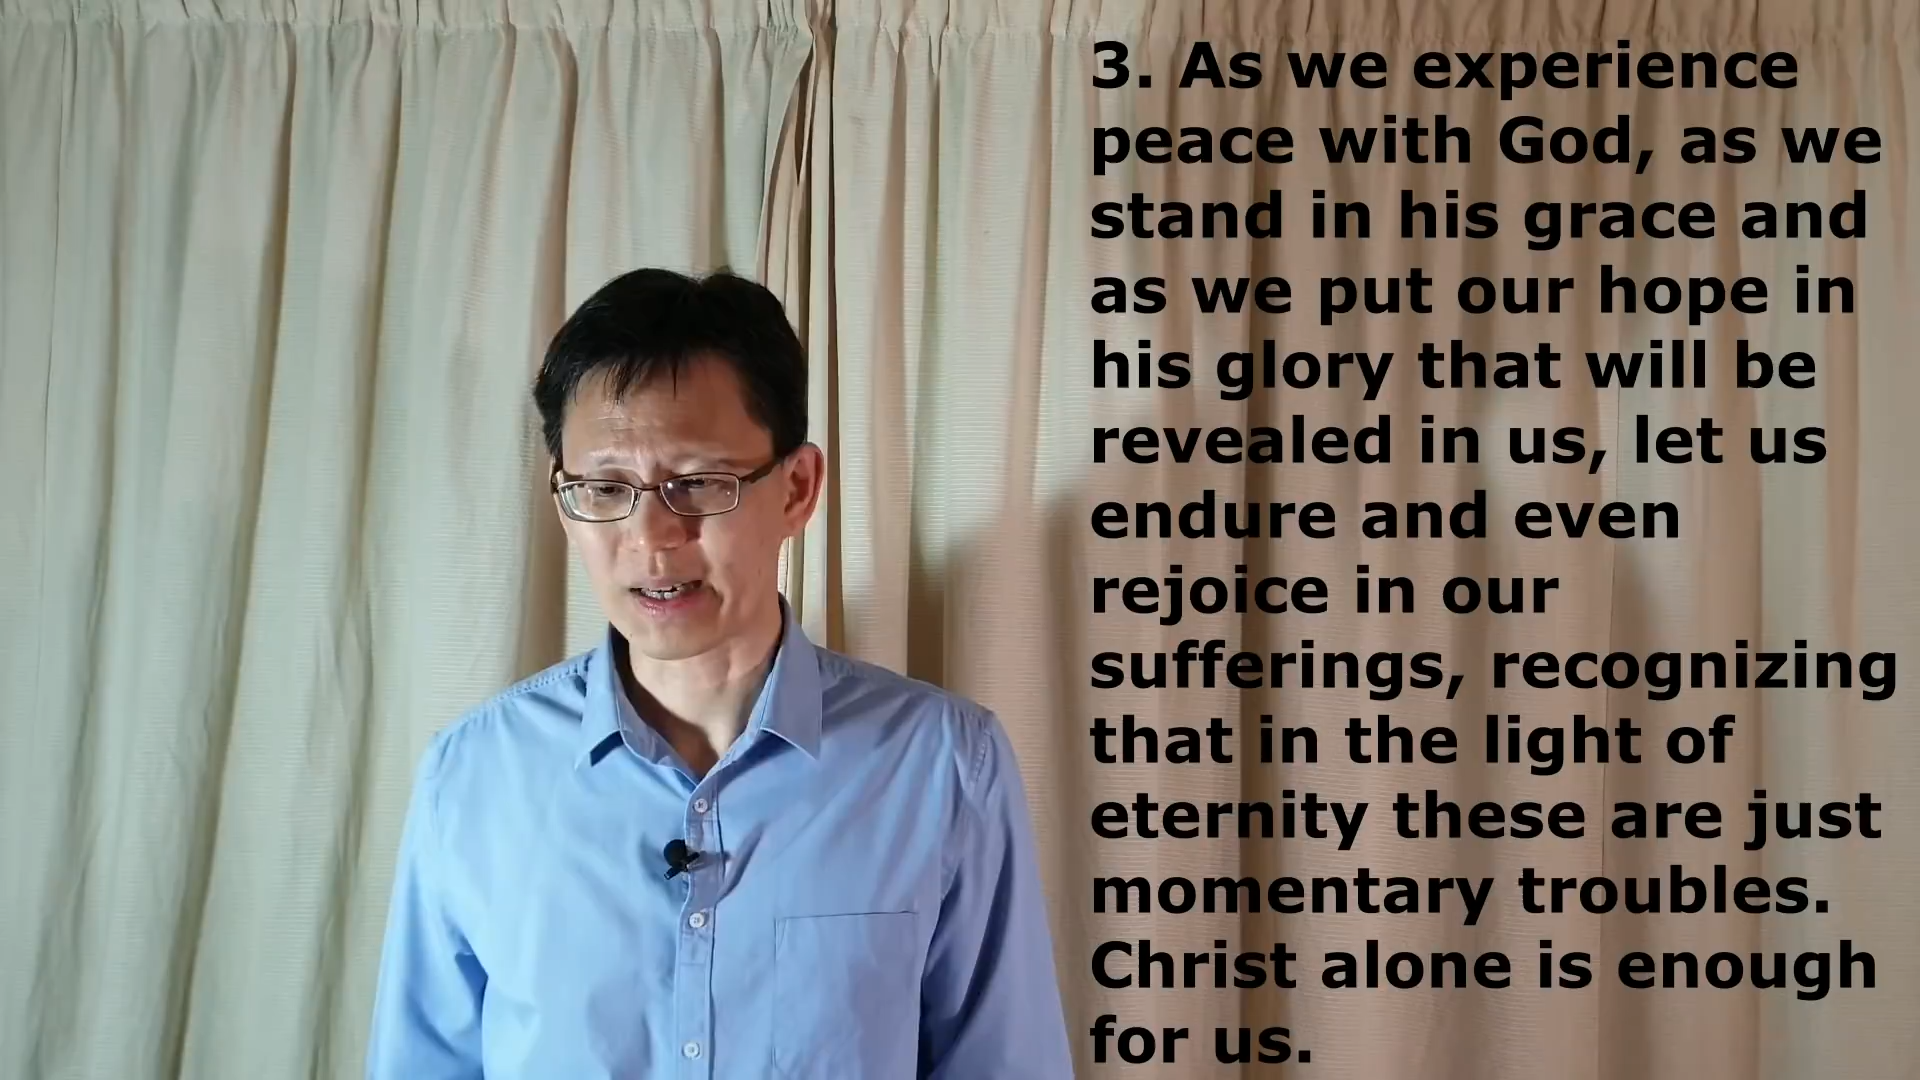 3. As we experience
peace with God, as we
stand in his grace and
as we put our hope in
his glory that will be
revealed in us, let us
endure and even
rejoice in our
sufferings, recognizing
that in the light of
eternity these are just
momentary troubles.
Christ alone is enough
for us.